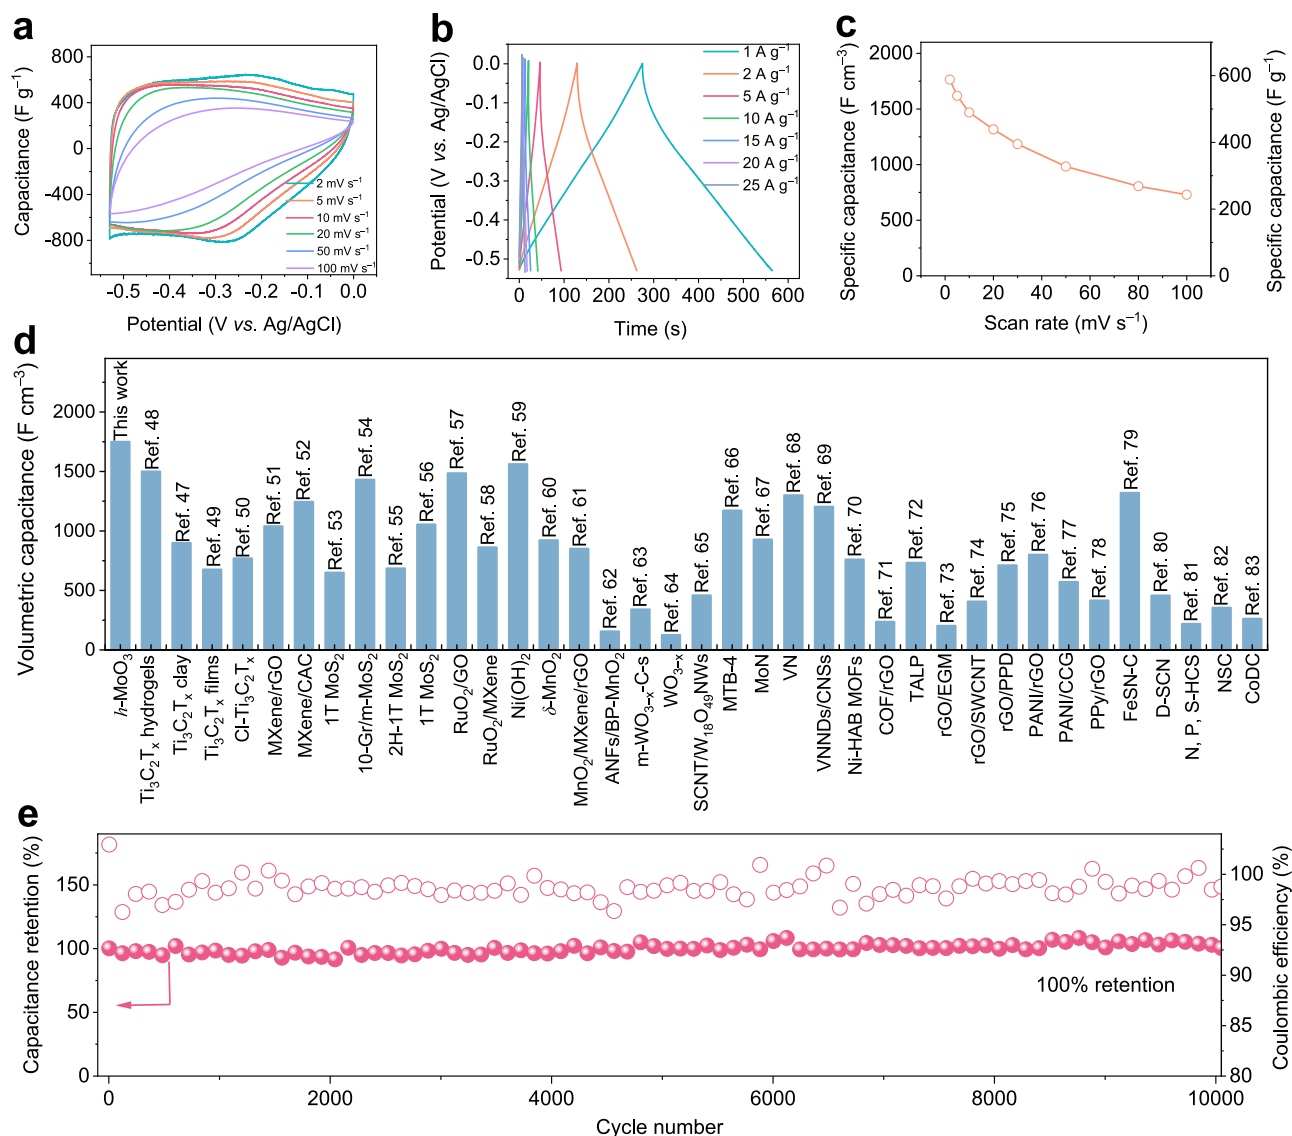 a
Capacitance (F g⁻¹)
800
400
0
-400
-800
-0.5
-0.4
-0.3
-0.2
-0.1
0.0
Potential (V vs. Ag/AgCl)
2 mV s⁻¹
5 mV s⁻¹
10 mV s⁻¹
20 mV s⁻¹
50 mV s⁻¹
100 mV s⁻¹
b
Potential (V vs. Ag/AgCl)
0.0
-0.1
-0.2
-0.3
-0.4
-0.5
0
100
200
300
400
500
600
Time (s)
1 A g⁻¹
2 A g⁻¹
5 A g⁻¹
10 A g⁻¹
15 A g⁻¹
20 A g⁻¹
25 A g⁻¹
c
Specific capacitance (F cm⁻³)
2000
1750
1500
1250
1000
750
500
250
0
0
20
40
60
80
100
Scan rate (mV s⁻¹)
600
400
200
0
Specific capacitance (F g⁻¹)
d
Volumetric capacitance (F cm⁻³)
2000
1500
1000
500
0
This work
Ref. 48
Ref. 47
Ref. 49
Ref. 50
Ref. 51
Ref. 52
Ref. 53
Ref. 54
Ref. 55
Ref. 56
Ref. 57
Ref. 58
Ref. 59
Ref. 60
Ref. 61
Ref. 62
Ref. 63
Ref. 64
Ref. 65
Ref. 66
Ref. 67
Ref. 68
Ref. 69
Ref. 70
Ref. 71
Ref. 72
Ref. 73
Ref. 74
Ref. 75
Ref. 76
Ref. 77
Ref. 78
Ref. 79
Ref. 80
Ref. 81
Ref. 82
Ref. 83
h-MoO₃
Ti₃C₂Tₓ hydrogels
Ti₃C₂Tₓ day
Ti₃C₂Tₓ films
Cl-Ti₃C₂Tₓ
MXene/rGO
MXene/CAC
1T MoS₂
10-Gr/m-MoS₂
2H-1T MoS₂
1T MoS₂
RuO₂/GO
RuO₂/MXene
Ni(OH)₂
δ-MnO₂
MnO₂/MXene/rGO
ANFs/BP-MnO₂
m-WO₃₋ₓ-C-s
WO₃₋ₓ
SCNT/W₁₈O₄₉NWs
MTB-4
MoN
VN
VNNDs/CNSs
Ni-HAB MOFs
COF/rGO
TALP
rGO/EGM
rGO/SWCNT
rGO/PPD
PANI/rGO
PANI/CCG
PPy/rGO
FeSN-C
D-SCN
N, P, S-HCS
NSC
CoDC
e
Capacitance retention (%)
150
100
50
0
0
2000
4000
6000
8000
10000
Cycle number
100% retention
100
95
90
85
80
Coulombic efficiency (%)